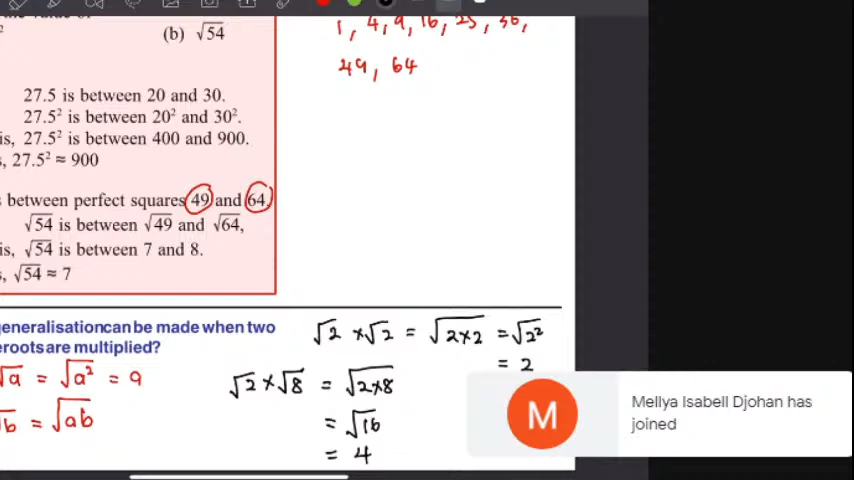 (b) √54
1, 4, 9, 16, 25, 36,
49, 64
27.5 is between 20 and 30.
27.5² is between 20² and 30².
is, 27.5² is between 400 and 900.
27.5² ≈ 900
between perfect squares 49 and 64.
√54 is between √49 and √64,
is, √54 is between 7 and 8.
√54 ≈ 7
generalisationcan be made when two
roots are multiplied?
√2 × √2 = √2×2 = √2²
= 2
√a = √a² = a
√2 × √8 = √2×8
√b = √ab
= √16
= 4
M
Mellya Isabell Djohan has
joined